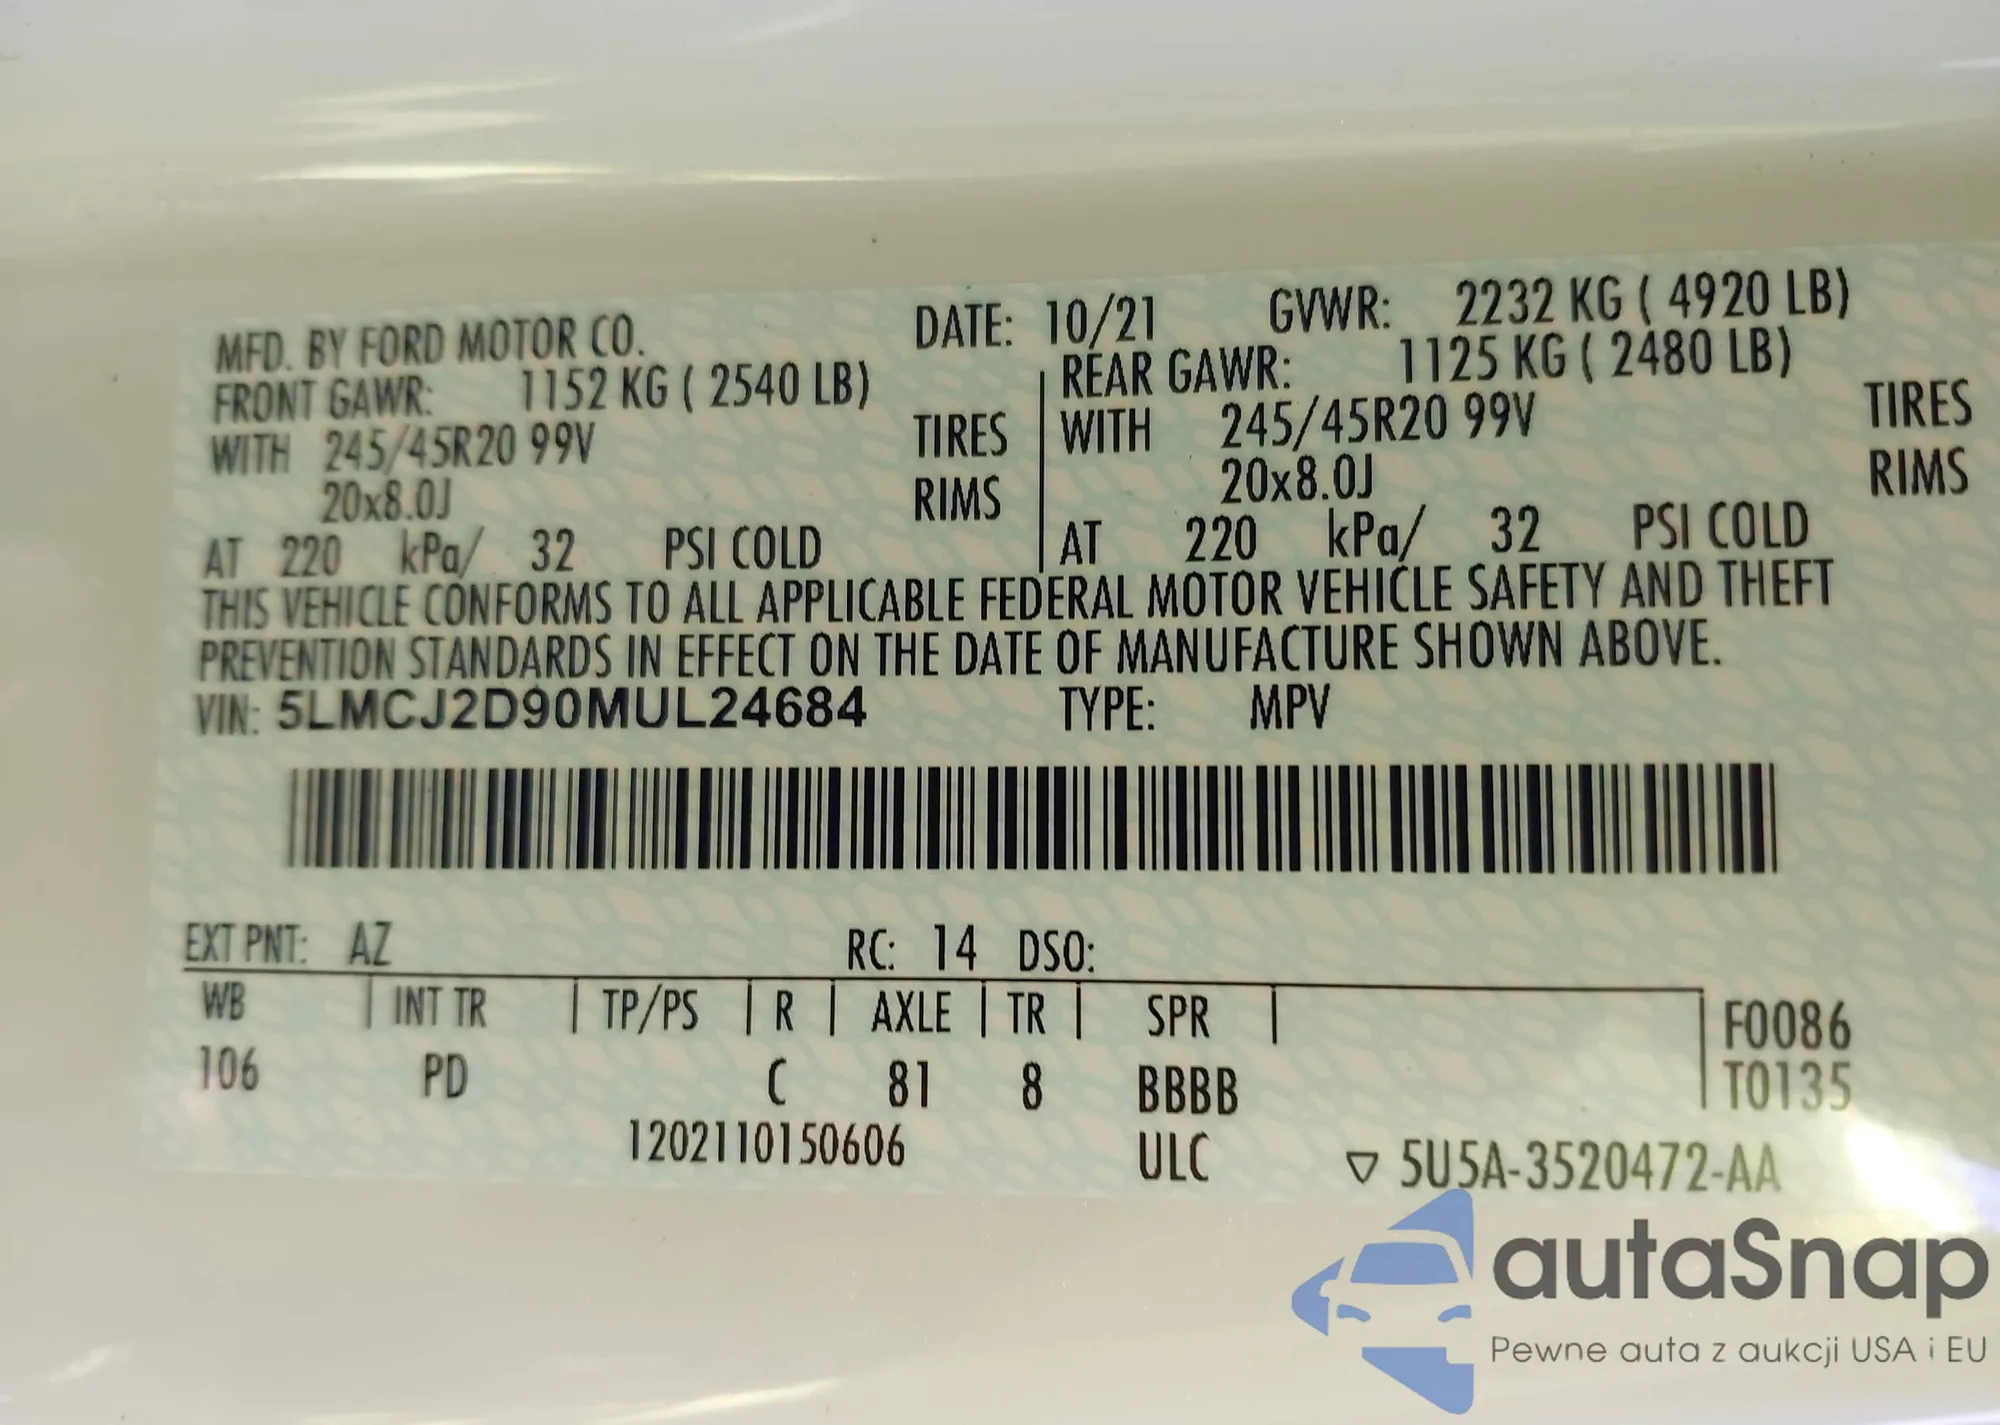 MFD. BY FORD MOTOR CO. DATE: 10/21 GVWR: 2232 KG ( 4920 LB)
FRONT GAWR: 1152 KG ( 2540 LB) REAR GAWR: 1125 KG ( 2480 LB)
WITH 245/45R20 99V TIRES WITH 245/45R20 99V TIRES
20x8.0J RIMS 20x8.0J RIMS
AT 220 kPa/ 32 PSI COLD AT 220 kPa/ 32 PSI COLD
THIS VEHICLE CONFORMS TO ALL APPLICABLE FEDERAL MOTOR VEHICLE SAFETY AND THEFT
PREVENTION STANDARDS IN EFFECT ON THE DATE OF MANUFACTURE SHOWN ABOVE.
VIN: 5LMCJ2D90MUL24684 TYPE: MPV
EXT PNT: AZ RC: 14 DSO:
WB INT TR TP/PS R AXLE TR SPR F0086
106 PD C 81 8 BBBB T0135
1202110150606 ULC ▽ 5U5A-3520472-AA
autaSnap
Pewne auta z aukcji USA i EU